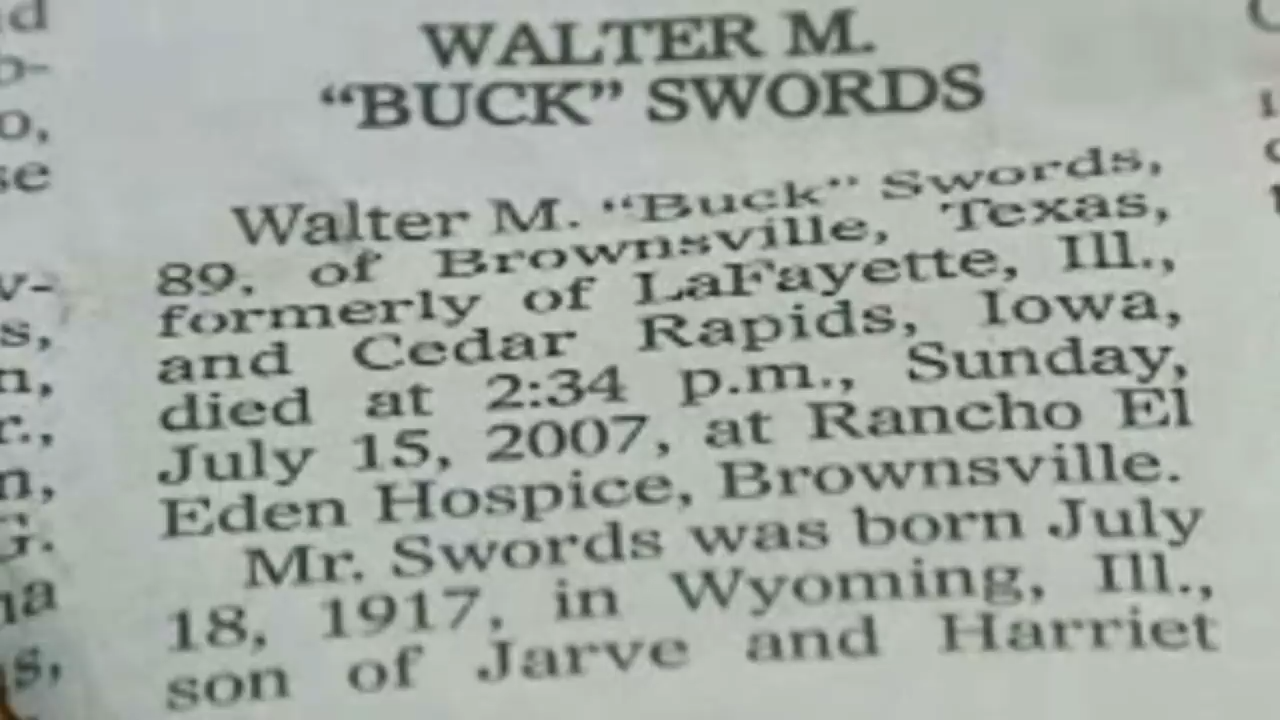 WALTER M.
“BUCK” SWORDS
Walter M. “Buck” Swords,
89, of Brownsville, Texas,
formerly of LaFayette, Ill.,
and Cedar Rapids, Iowa,
died at 2:34 p.m., Sunday,
July 15, 2007, at Rancho El
Eden Hospice, Brownsville.
Mr. Swords was born July
18, 1917, in Wyoming, Ill.,
son of Jarve and Harriet